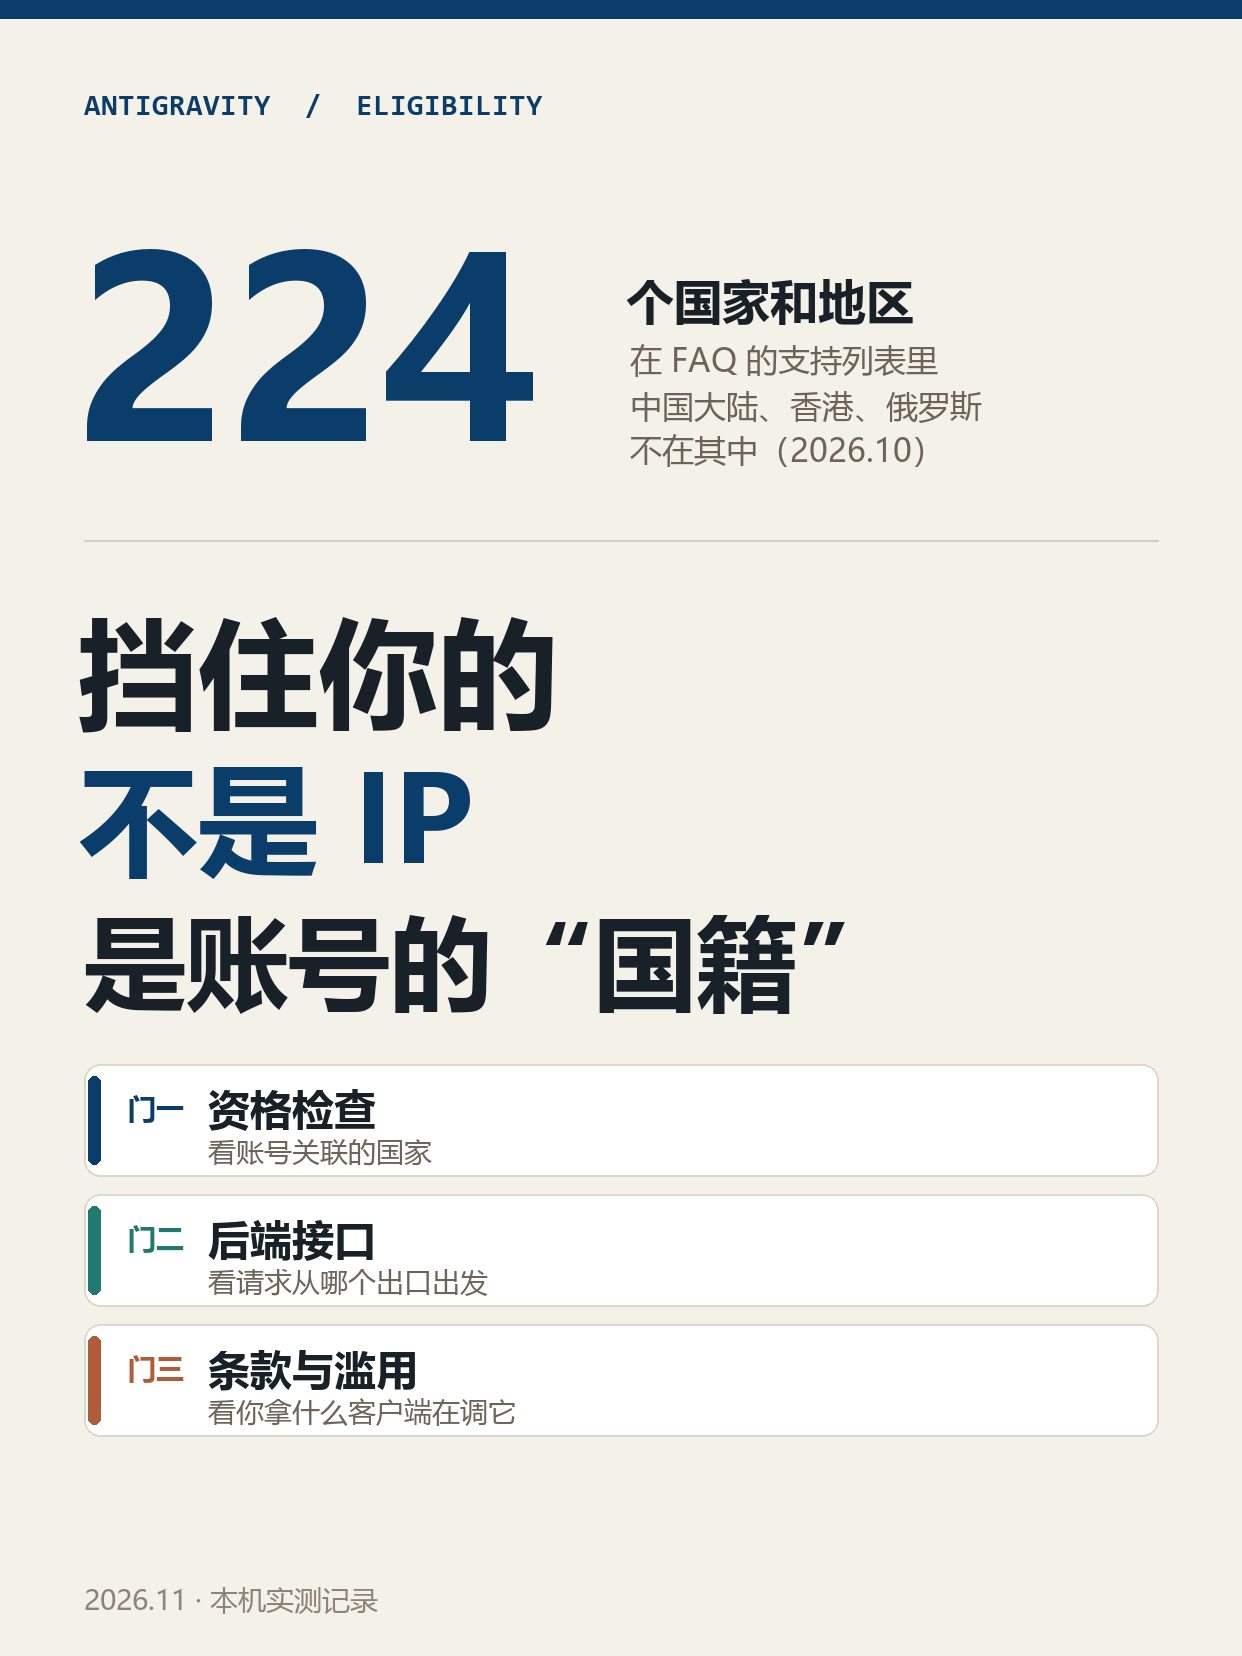 ANTIGRAVITY / ELIGIBILITY
224
个国家和地区
在 FAQ 的支持列表里
中国大陆、香港、俄罗斯
不在其中（2026.10）
挡住你的
不是 IP
是账号的“国籍”
门一 资格检查
看账号关联的国家
门二 后端接口
看请求从哪个出口出发
门三 条款与滥用
看你拿什么客户端在调它
2026.11 · 本机实测记录